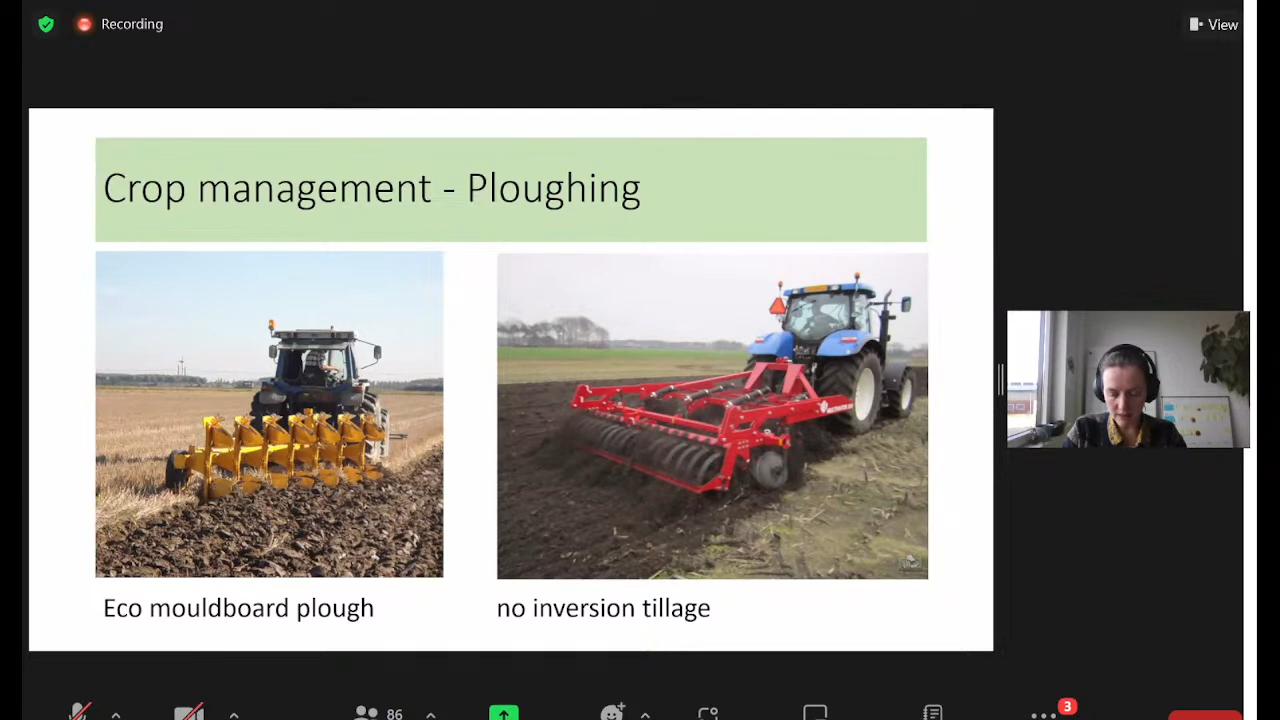 Recording
View
Crop management - Ploughing
Eco mouldboard plough
no inversion tillage
86
3